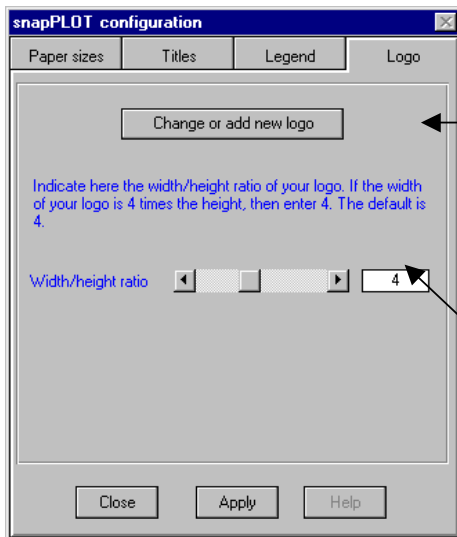 snapPLOT configuration
Paper sizes Titles Legend Logo
Change or add new logo
Indicate here the width/height ratio of your logo. If the width
of your logo is 4 times the height, then enter 4. The default is
4.
Width/height ratio 4
Close Apply Help